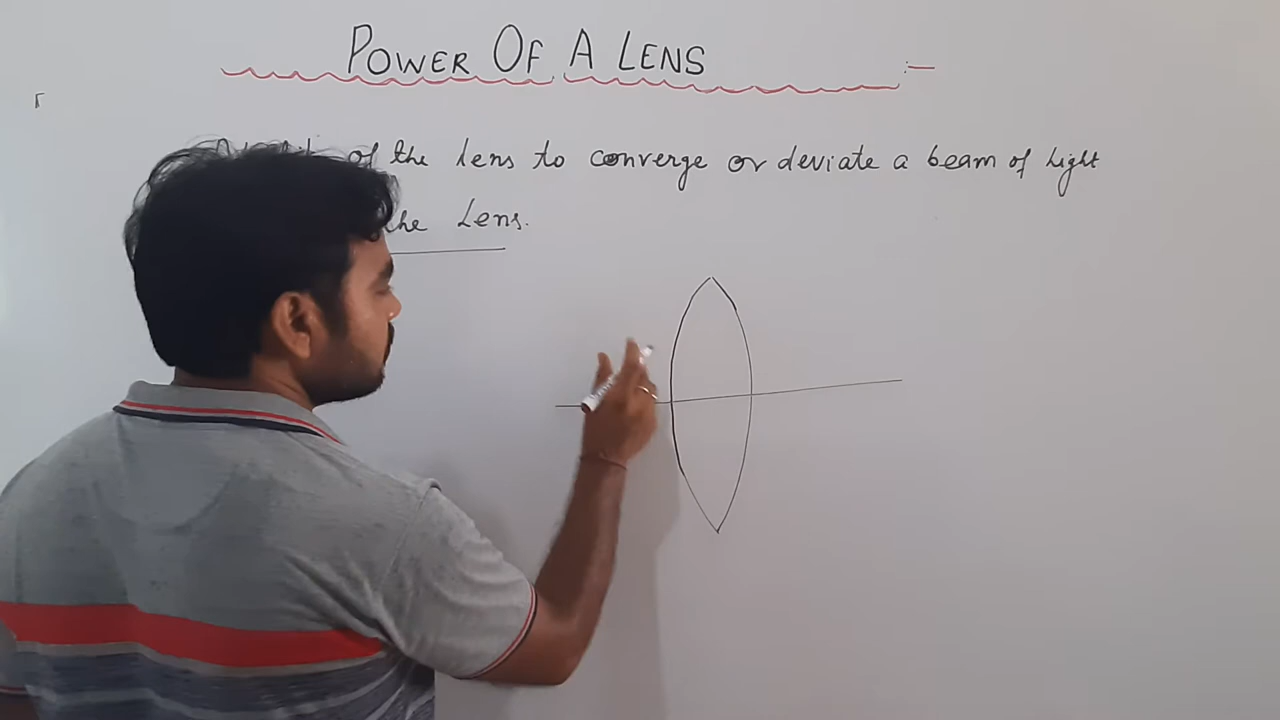 POWER OF A LENS :-
of the lens to converge or deviate a beam of light
the Lens.